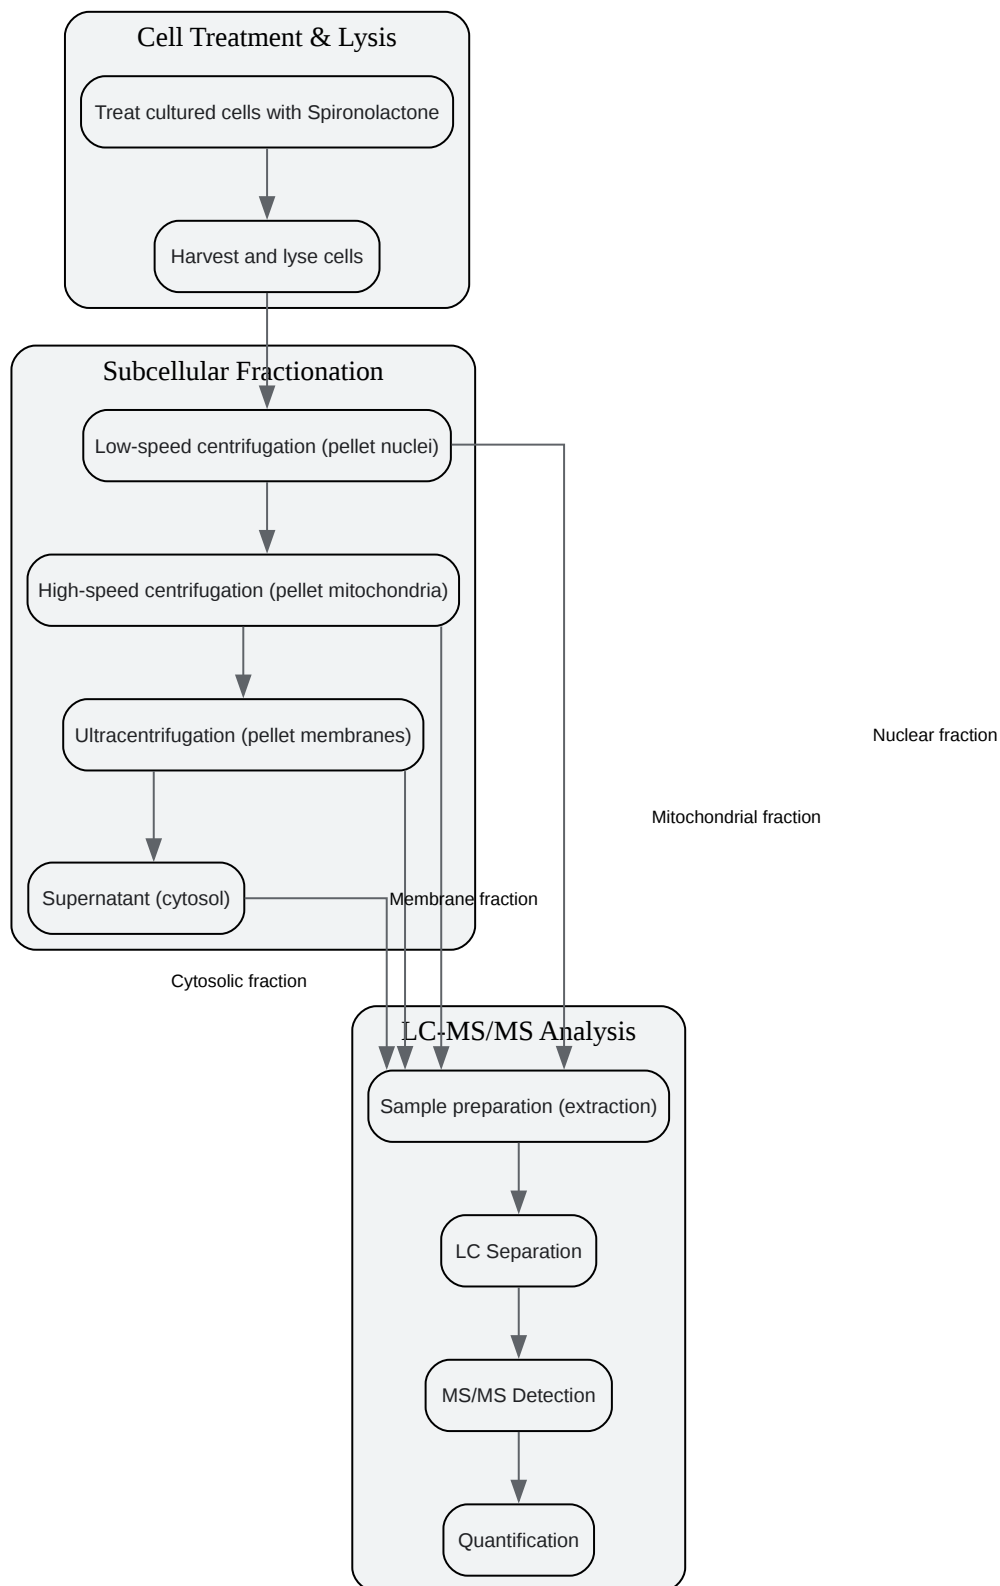 Cell Treatment & Lysis
Treat cultured cells with Spironolactone
Harvest and lyse cells
Subcellular Fractionation
Low-speed centrifugation (pellet nuclei)
High-speed centrifugation (pellet mitochondria)
Ultracentrifugation (pellet membranes)
Nuclear fraction
Mitochondrial fraction
Supernatant (cytosol)
Membrane fraction
Cytosolic fraction
LC-MS/MS Analysis
Sample preparation (extraction)
LC Separation
MS/MS Detection
Quantification